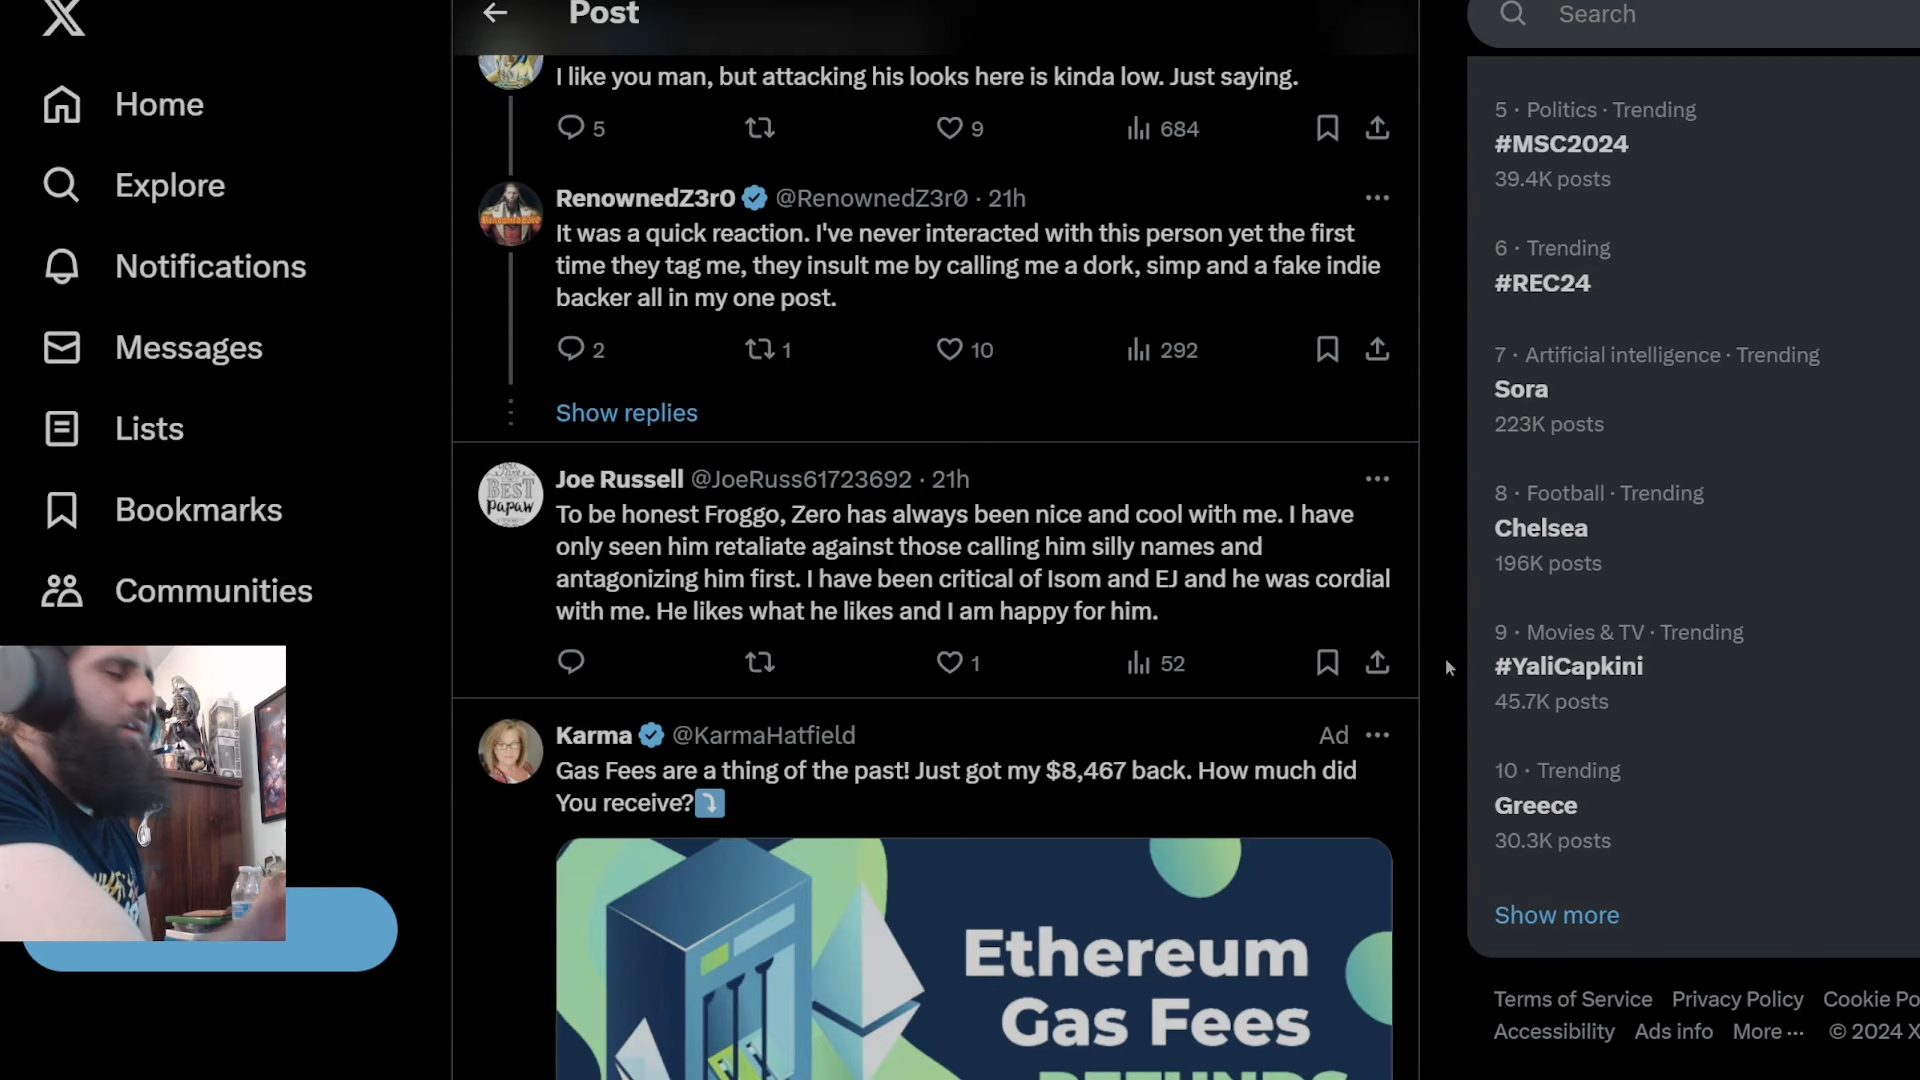 Post
Search
Home
Explore
Notifications
Messages
Lists
Bookmarks
Communities
I like you man, but attacking his looks here is kinda low. Just saying.
5 9 684
RenownedZ3r0 @RenownedZ3r0 · 21h
It was a quick reaction. I've never interacted with this person yet the first
time they tag me, they insult me by calling me a dork, simp and a fake indie
backer all in my one post.
2 1 10 292
Show replies
Joe Russell @JoeRuss61723692 · 21h
To be honest Froggo, Zero has always been nice and cool with me. I have
only seen him retaliate against those calling him silly names and
antagonizing him first. I have been critical of Isom and EJ and he was cordial
with me. He likes what he likes and I am happy for him.
1 52
Karma @KarmaHatfield Ad
Gas Fees are a thing of the past! Just got my $8,467 back. How much did
You receive?
Ethereum
Gas Fees
REFUNDS
BEST
papaw
5 · Politics · Trending
#MSC2024
39.4K posts
6 · Trending
#REC24
7 · Artificial intelligence · Trending
Sora
223K posts
8 · Football · Trending
Chelsea
196K posts
9 · Movies & TV · Trending
#YaliCapkini
45.7K posts
10 · Trending
Greece
30.3K posts
Show more
Terms of Service Privacy Policy Cookie Po
Accessibility Ads info More ··· © 2024 X